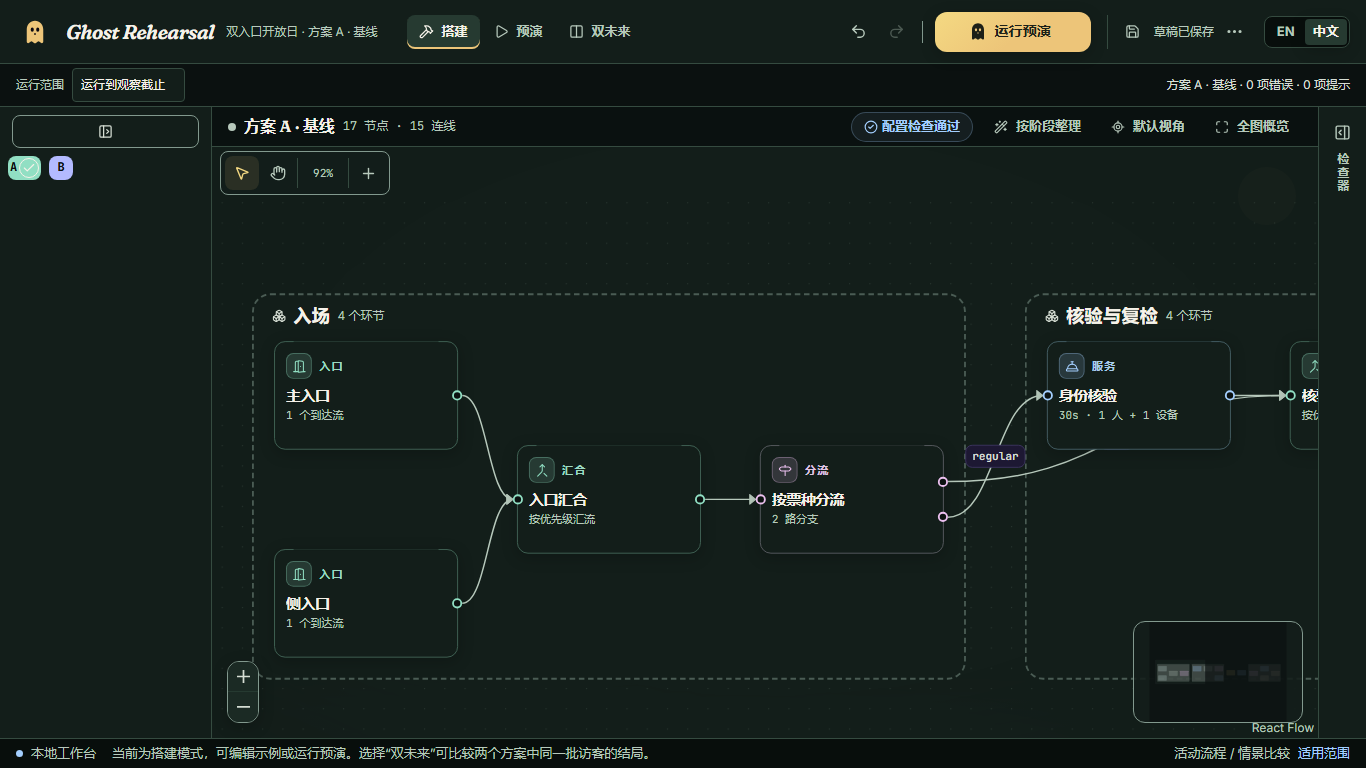 Ghost Rehearsal
双入口开放日 · 方案 A · 基线
搭建
预演
双未来
运行预演
草稿已保存
EN
中文
运行范围
运行到观察截止
方案 A · 基线 · 0 项错误 · 0 项提示
A
B
方案 A · 基线
17 节点 · 15 连线
配置检查通过
按阶段整理
默认视角
全图概览
检查器
92%
入场
4 个环节
核验与复检
4 个环节
入口
主入口
1 个到达流
服务
身份核验
30s · 1 人 + 1 设备
regular
汇合
入口汇合
按优先级汇流
分流
按票种分流
2 路分支
入口
侧入口
1 个到达流
React Flow
本地工作台
当前为搭建模式，可编辑示例或运行预演。选择“双未来”可比较两个方案中同一批访客的结局。
活动流程 / 情景比较
适用范围